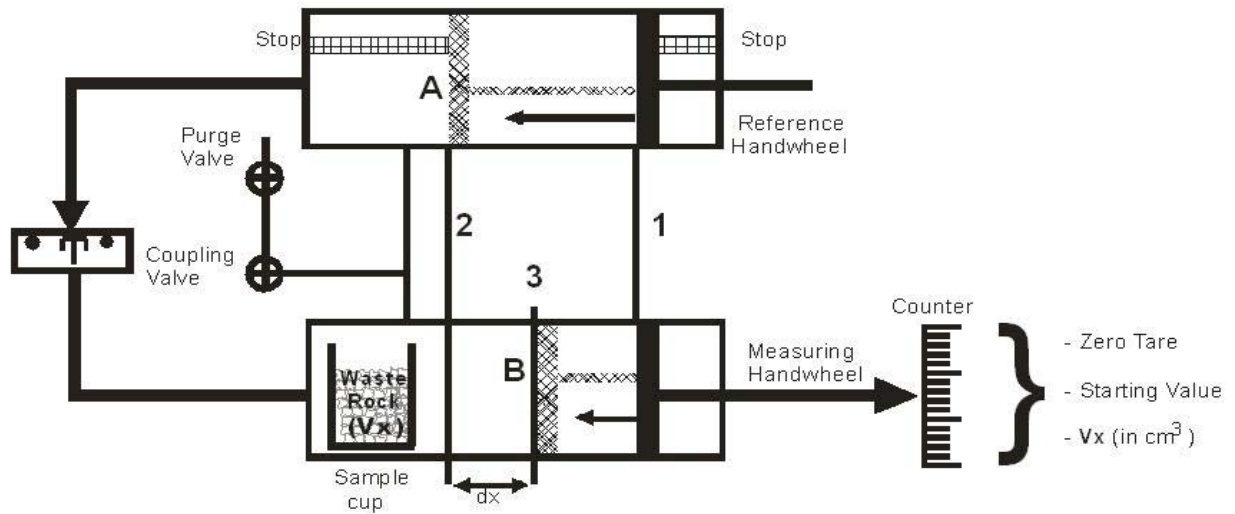 Stop
Stop
A
Reference
Handwheel
Purge
Valve
2
1
Coupling
Valve
3
Counter
Waste
Rock
(Vx)
B
Measuring
Handwheel
- Zero Tare
- Starting Value
- Vx (in cm³)
Sample
cup
dx